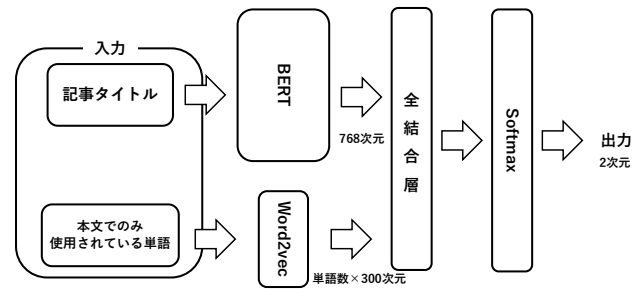 入力
記事タイトル
BERT
768次元
本文でのみ
使用されている単語
Word2vec
単語数×300次元
全結合層
Softmax
出力
2次元